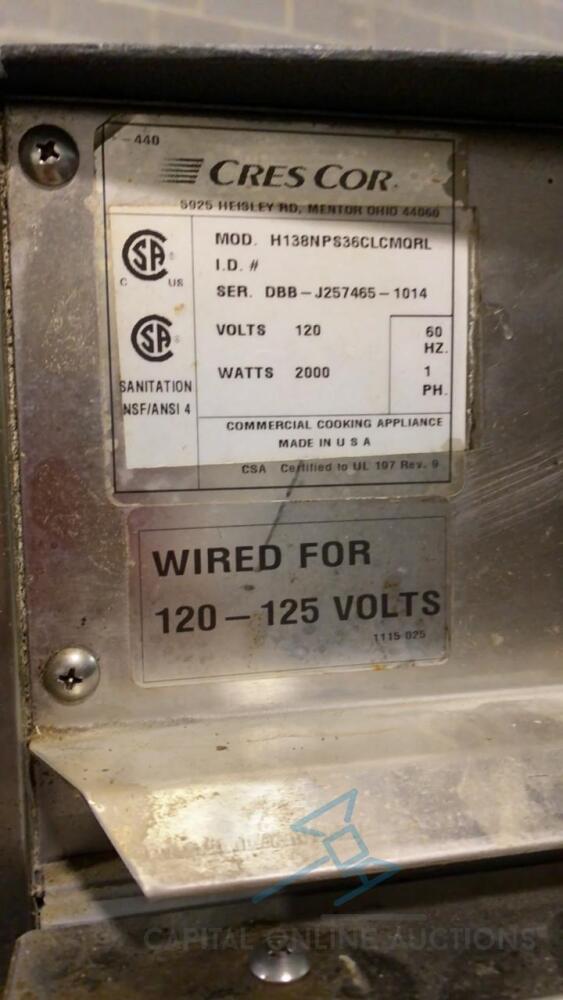 -440
CRES COR
5925 HEISLEY RD, MENTOR OHIO 44060
MOD. H138NPS36CLCMQRL
I.D. #
SER. DBB-J257465-1014
VOLTS 120
60 HZ.
WATTS 2000
1 PH.
C US
SANITATION
NSF/ANSI 4
COMMERCIAL COOKING APPLIANCE
MADE IN U S A
CSA Certified to UL 197 Rev. 9
WIRED FOR
120-125 VOLTS
1115 025
CAPITAL ONLINE AUCTIONS